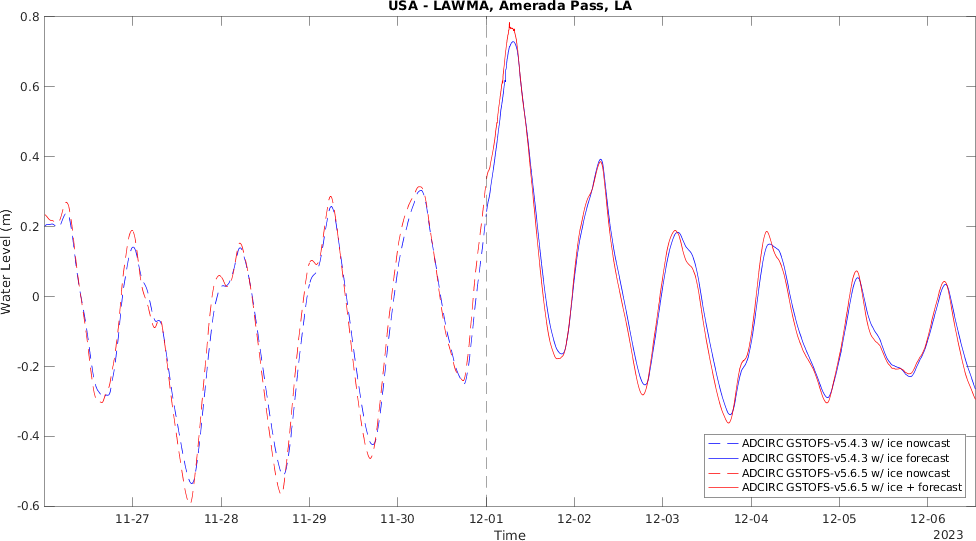 USA - LAWMA, Amerada Pass, LA
0.8
0.6
0.4
0.2
0
-0.2
-0.4
-0.6
Water Level (m)
ADCIRC GSTOFS-v5.4.3 w/ ice nowcast
ADCIRC GSTOFS-v5.4.3 w/ ice forecast
ADCIRC GSTOFS-v5.6.5 w/ ice nowcast
ADCIRC GSTOFS-v5.6.5 w/ ice + forecast
11-27 11-28 11-29 11-30 12-01 12-02 12-03 12-04 12-05 12-06
Time 2023